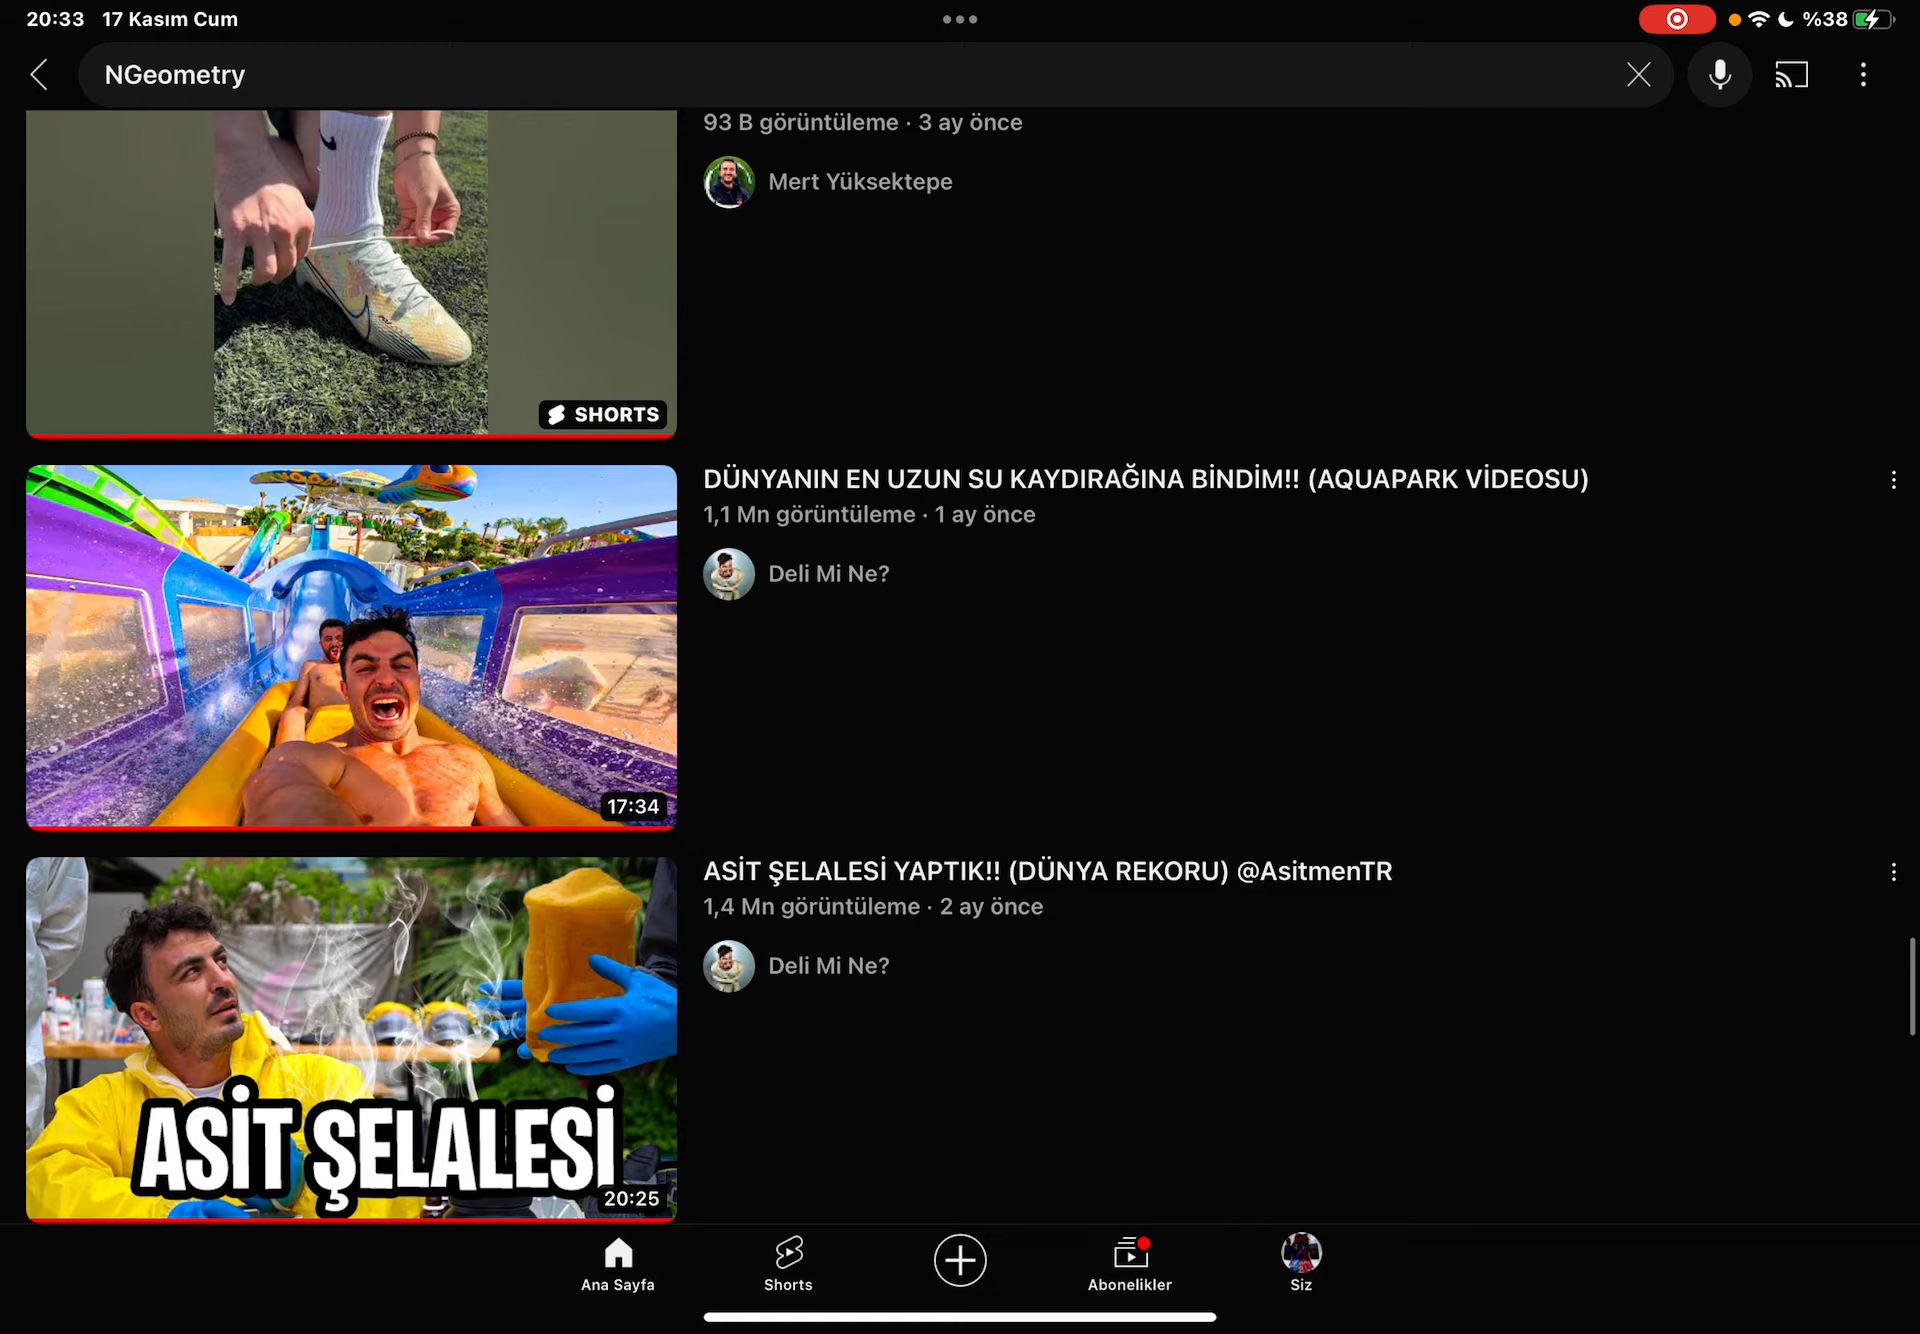 20:33 17 Kasım Cum
%38
NGeometry
93 B görüntüleme · 3 ay önce
Mert Yüksektepe
SHORTS
DÜNYANIN EN UZUN SU KAYDIRAĞINA BİNDİM!! (AQUAPARK VİDEOSU)
1,1 Mn görüntüleme · 1 ay önce
Deli Mi Ne?
17:34
ASİT ŞELALESİ YAPTIK!! (DÜNYA REKORU) @AsitmenTR
1,4 Mn görüntüleme · 2 ay önce
Deli Mi Ne?
ASİT ŞELALESİ
20:25
Ana Sayfa
Shorts
Abonelikler
Siz